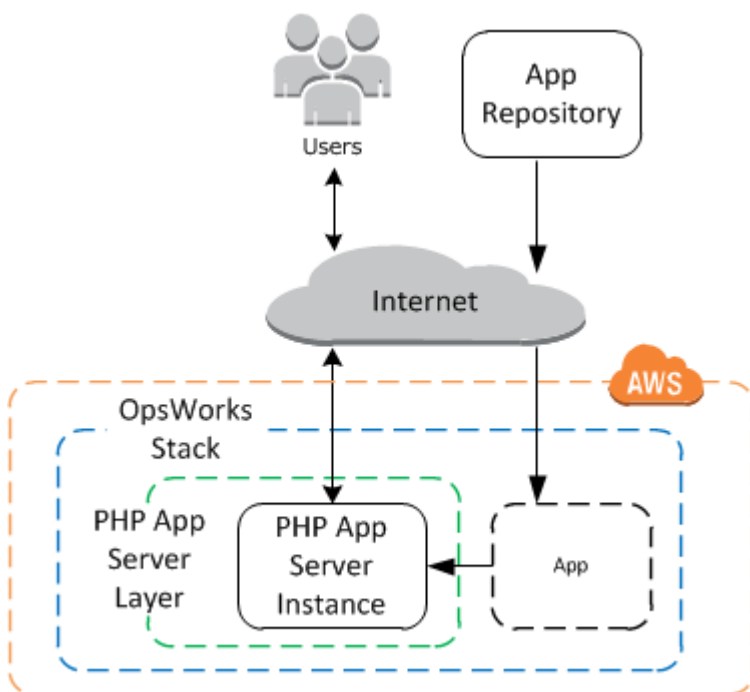 Users
App
Repository
Internet
AWS
OpsWorks
Stack
PHP App
Server
Layer
PHP App
Server
Instance
App